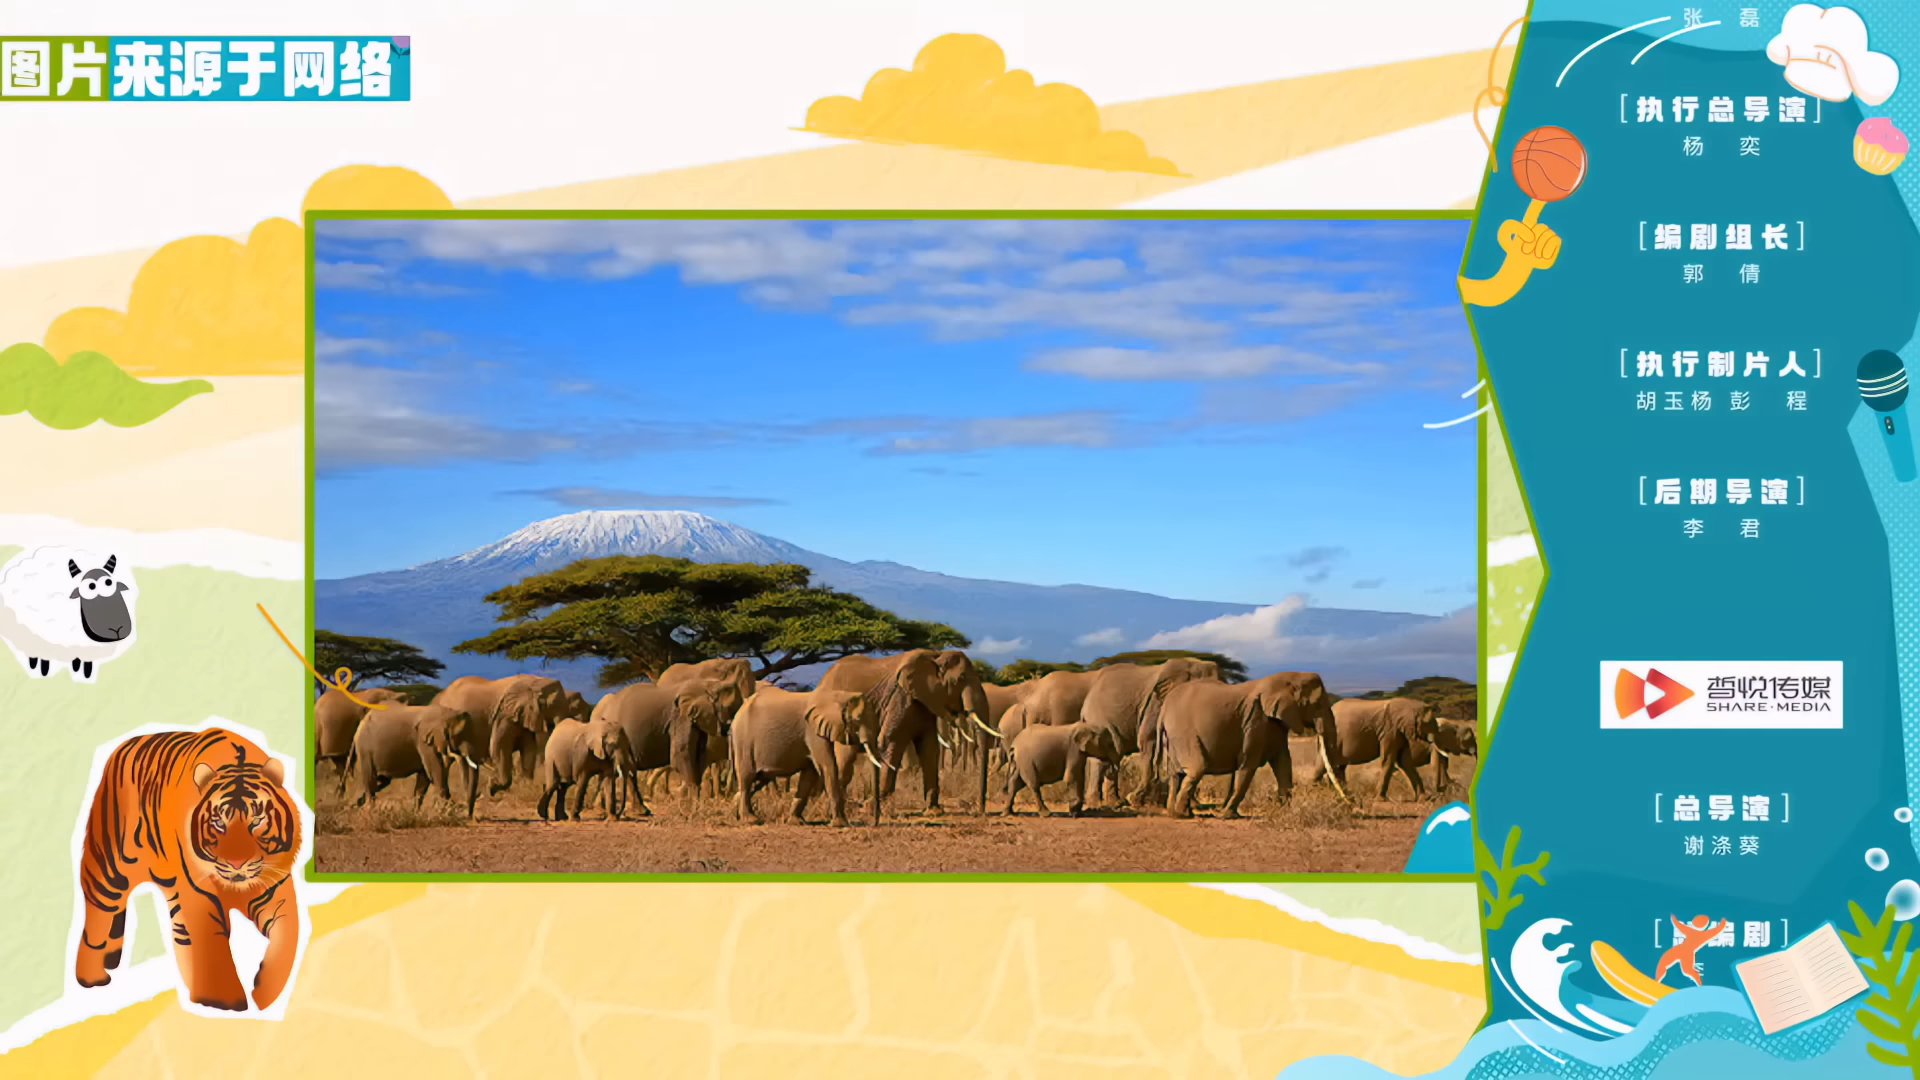 图片来源于网络
张 磊
[执行总导演]
杨 奕
[编剧组长]
郭 倩
[执行制片人]
胡玉杨 彭 程
[后期导演]
李 君
哲悦传媒
SHARE·MEDIA
[总导演]
谢涤葵
编剧]